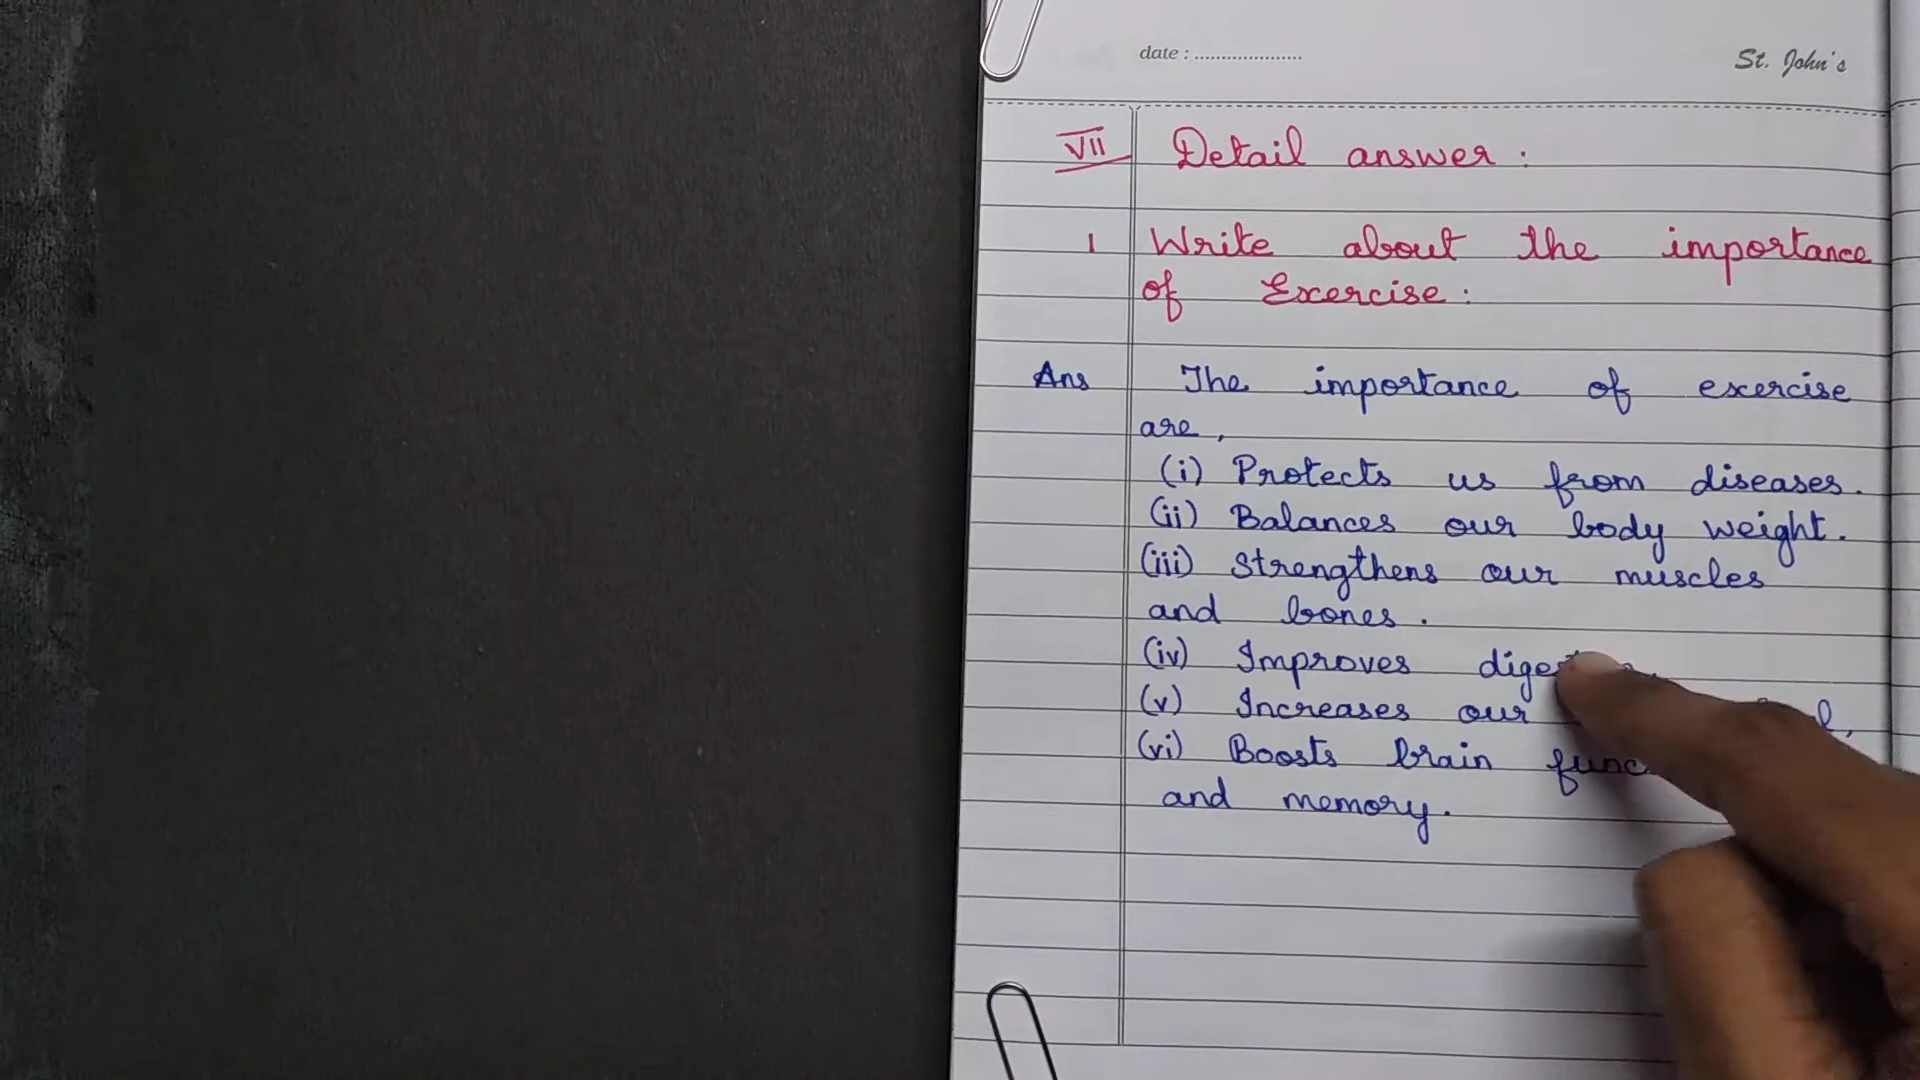 date : .....................
St. John's
VII Detail answer :
1 Write about the importance
of Exercise :
Ans The importance of exercise
are,
(i) Protects us from diseases.
(ii) Balances our body weight.
(iii) Strengthens our muscles
and bones.
(iv) Improves
(v) Increases our
(vi) Boosts brain
and memory.